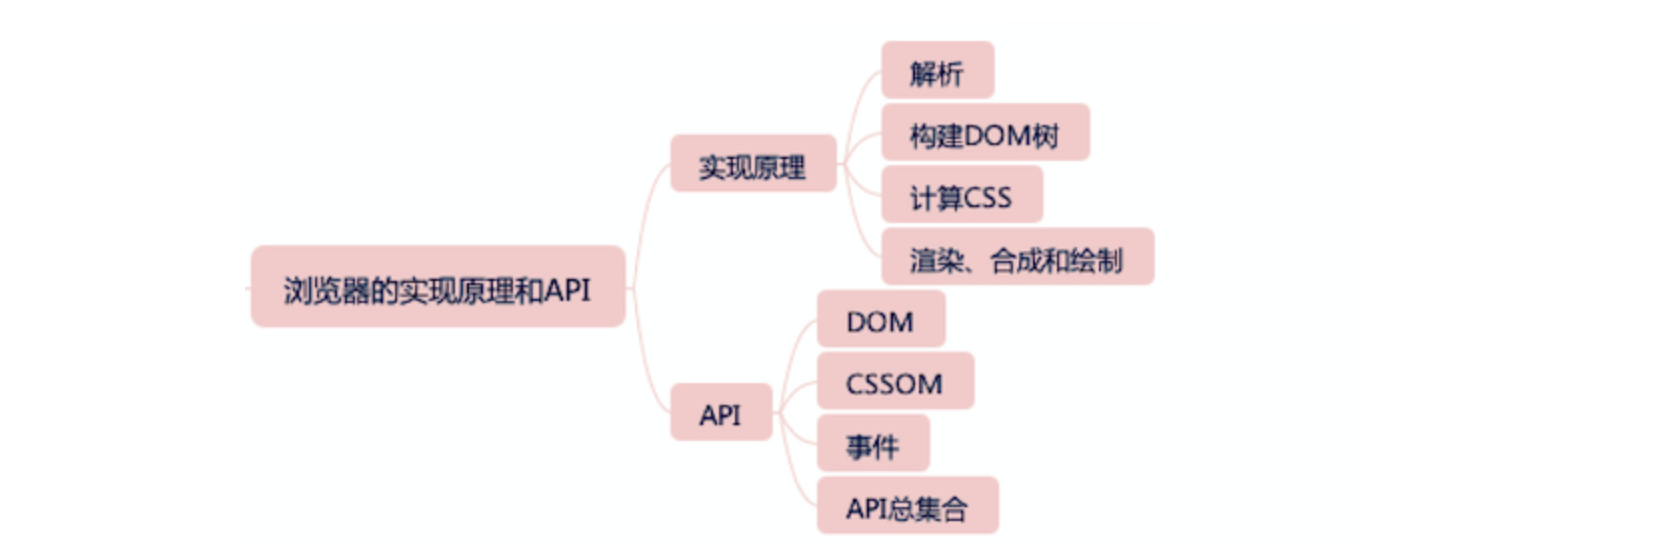 解析
构建DOM树
实现原理
计算CSS
渲染、合成和绘制
浏览器的实现原理和API
DOM
CSSOM
API
事件
API总集合